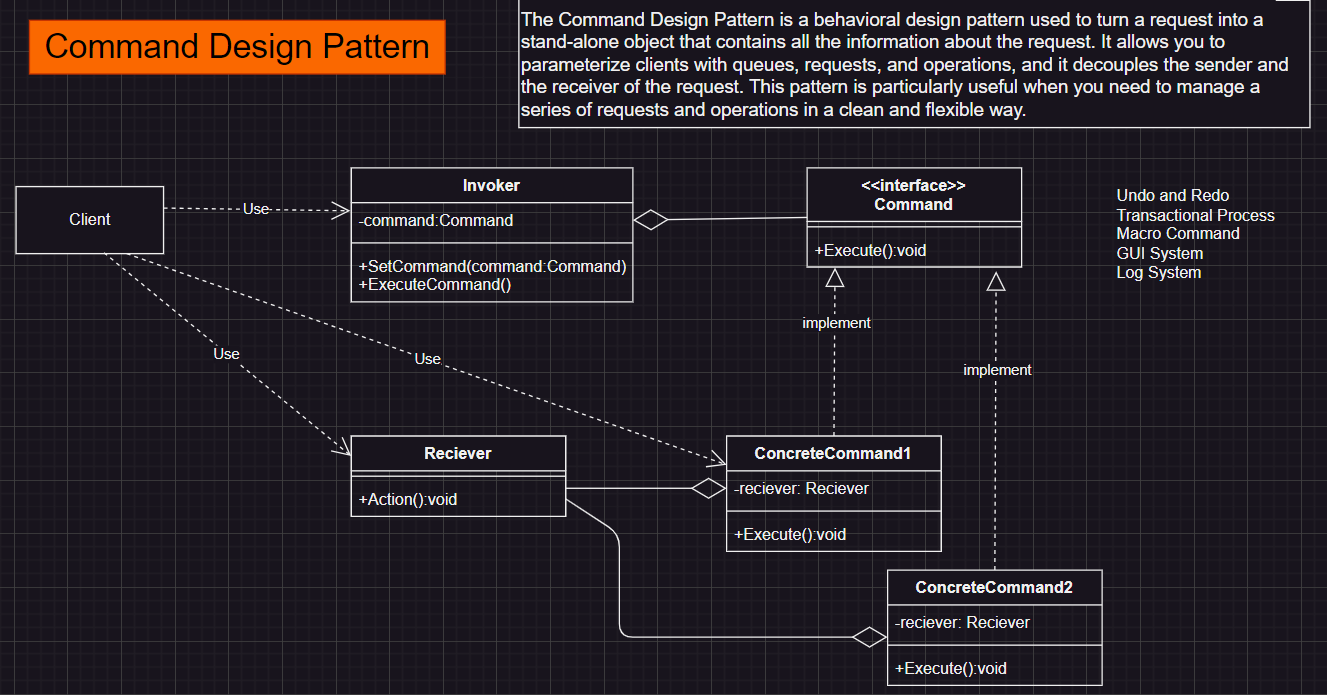 Command Design Pattern
The Command Design Pattern is a behavioral design pattern used to turn a request into a
stand-alone object that contains all the information about the request. It allows you to
parameterize clients with queues, requests, and operations, and it decouples the sender and
the receiver of the request. This pattern is particularly useful when you need to manage a
series of requests and operations in a clean and flexible way.
Client
Use
Invoker
-command:Command
+SetCommand(command:Command)
+ExecuteCommand()
<<interface>>
Command
+Execute():void
Undo and Redo
Transactional Process
Macro Command
GUI System
Log System
implement
Use
Use
implement
Reciever
+Action():void
ConcreteCommand1
-reciever: Reciever
+Execute():void
ConcreteCommand2
-reciever: Reciever
+Execute():void